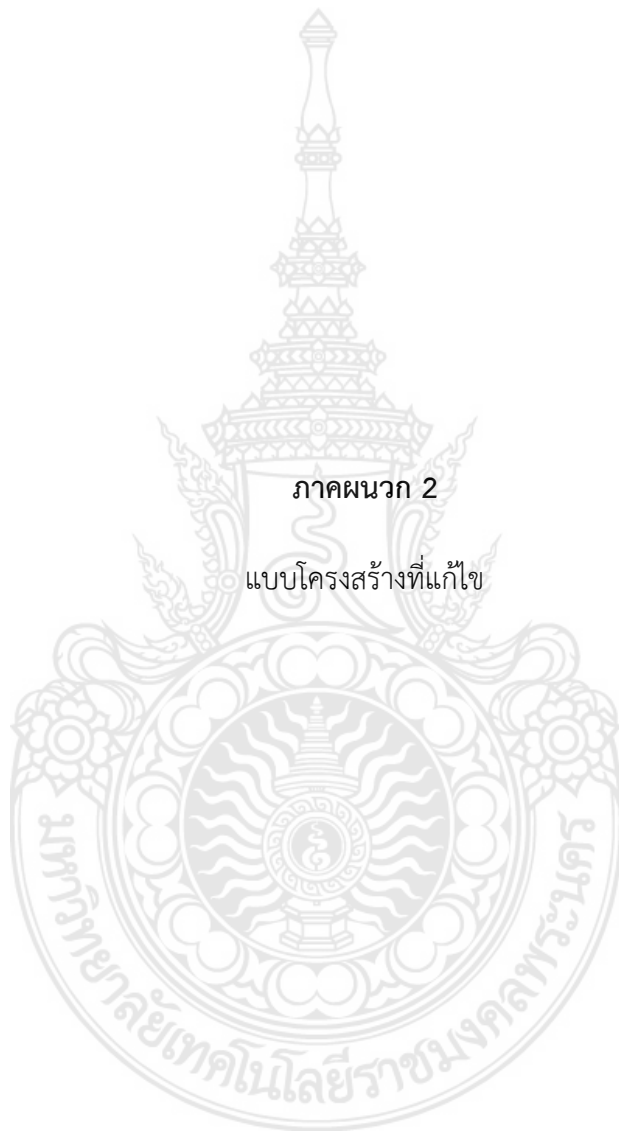 ภาคผนวก 2
แบบโครงสร้างที่แก้ไข
มหาวิทยาลัยเทคโนโลยีราชมงคลพระนคร